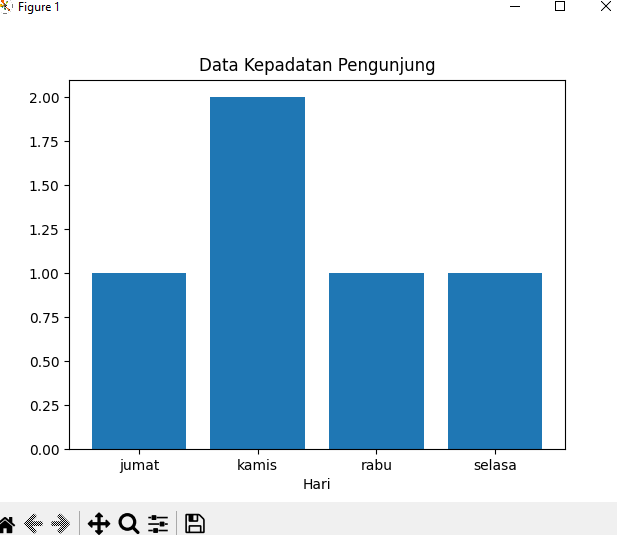 Figure 1
Data Kepadatan Pengunjung
2.00
1.75
1.50
1.25
1.00
0.75
0.50
0.25
0.00
jumat kamis rabu selasa
Hari